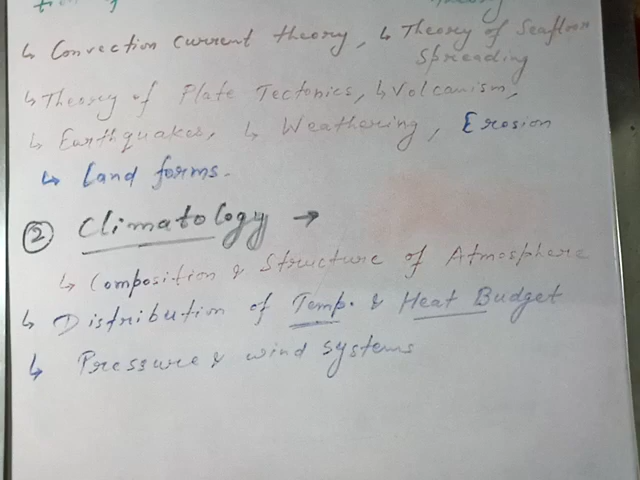 ↳ Convection current theory, ↳ Theory of Seafloor Spreading
↳ Theory of Plate Tectonics, ↳ Volcanism,
↳ Earthquakes, ↳ Weathering, Erosion
↳ Land forms.
② Climatology →
↳ Composition & Structure of Atmosphere
↳ Distribution of Temp. & Heat Budget
↳ Pressure & wind systems